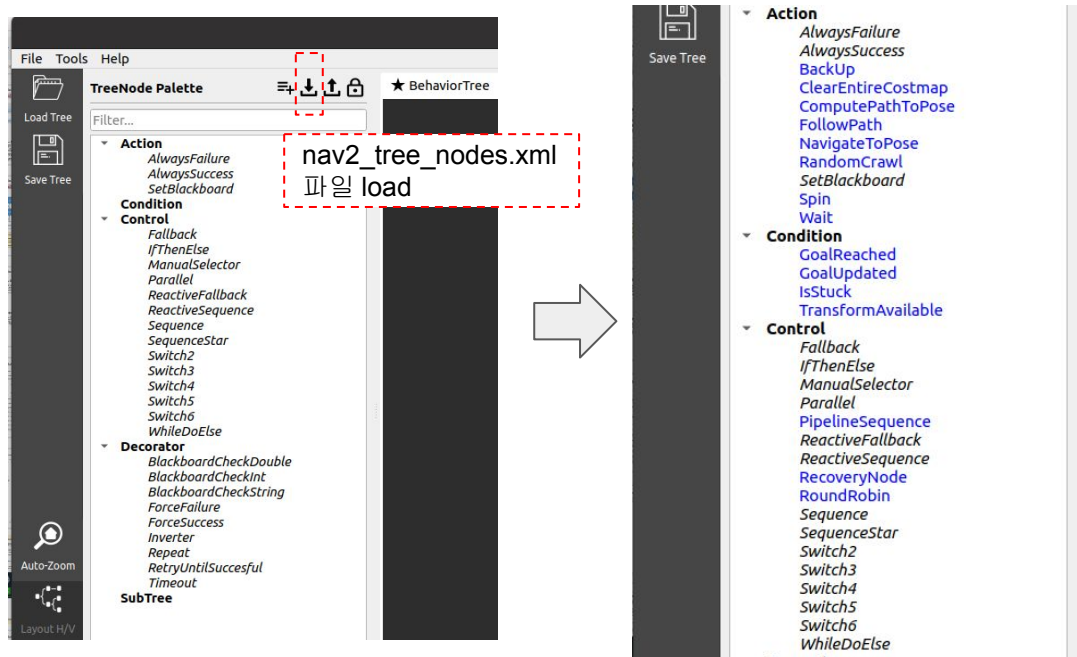 File Tools Help
Load Tree
Save Tree
TreeNode Palette
Filter...
Action
AlwaysFailure
AlwaysSuccess
SetBlackboard
Condition
Control
Fallback
IfThenElse
ManualSelector
Parallel
ReactiveFallback
ReactiveSequence
Sequence
SequenceStar
Switch2
Switch3
Switch4
Switch5
Switch6
WhileDoElse
Decorator
BlackboardCheckDouble
BlackboardCheckInt
BlackboardCheckString
ForceFailure
ForceSuccess
Inverter
Repeat
RetryUntilSuccesful
Timeout
SubTree
Auto-Zoom
Layout H/V
★ BehaviorTree
nav2_tree_nodes.xml
파일 load
Save Tree
Action
AlwaysFailure
AlwaysSuccess
BackUp
ClearEntireCostmap
ComputePathToPose
FollowPath
NavigateToPose
RandomCrawl
SetBlackboard
Spin
Wait
Condition
GoalReached
GoalUpdated
IsStuck
TransformAvailable
Control
Fallback
IfThenElse
ManualSelector
Parallel
PipelineSequence
ReactiveFallback
ReactiveSequence
RecoveryNode
RoundRobin
Sequence
SequenceStar
Switch2
Switch3
Switch4
Switch5
Switch6
WhileDoElse